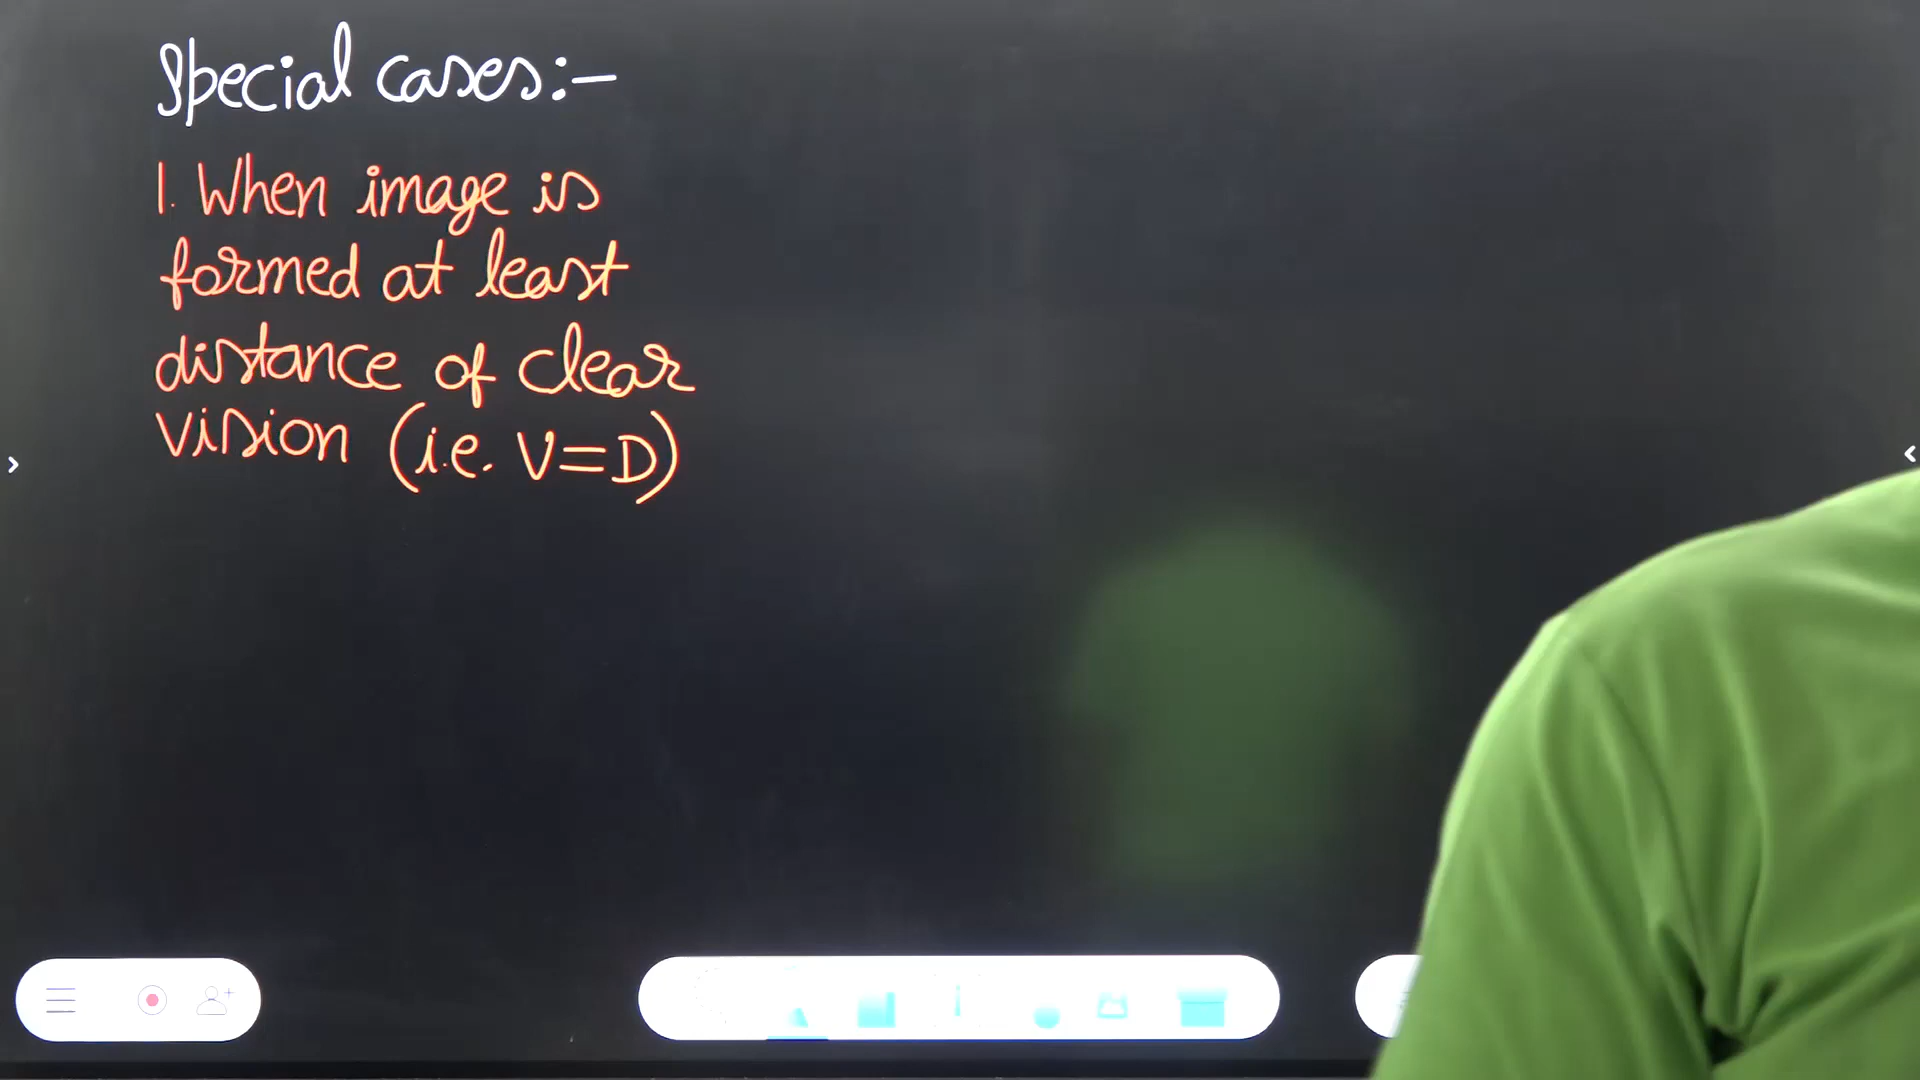 Special cases:-
1. When image is
formed at least
distance of clear
vision (i.e. V=D)